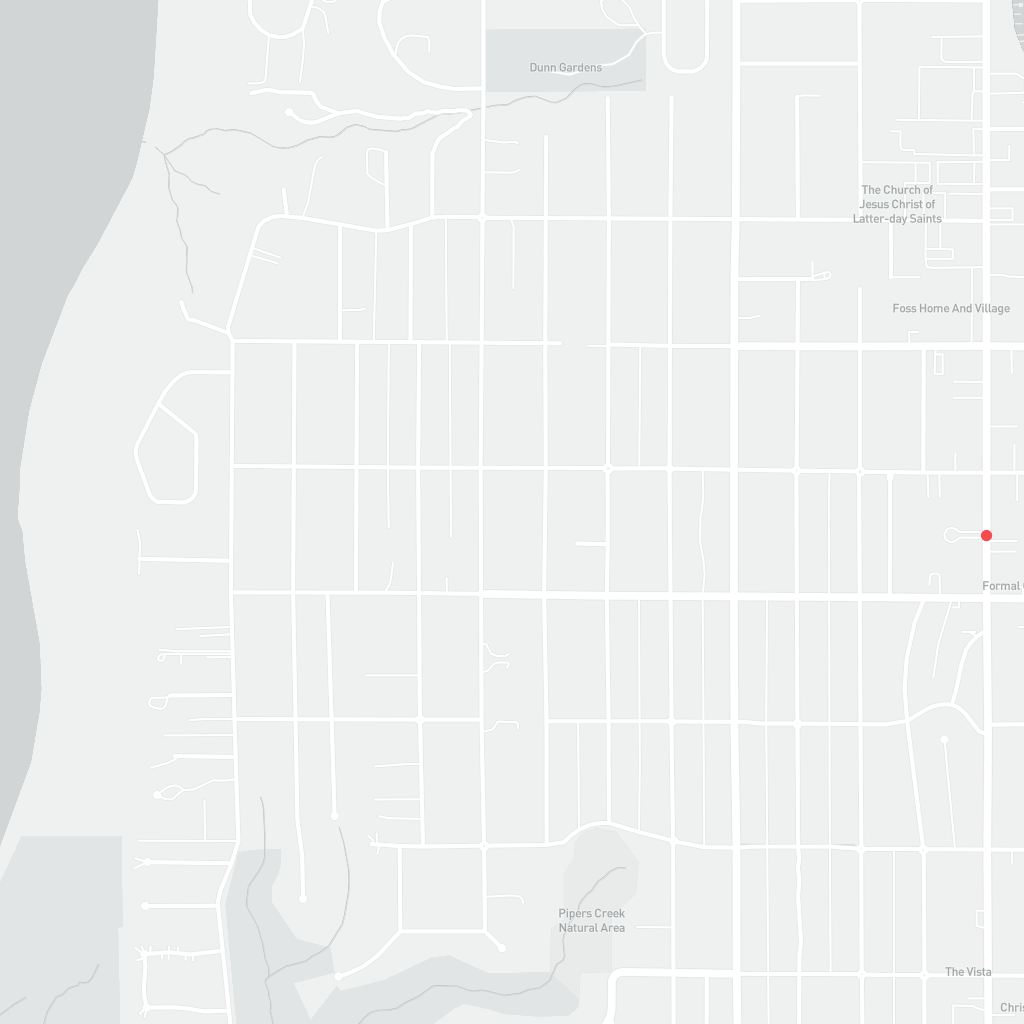 Dunn Gardens
The Church of
Jesus Christ of
Latter-day Saints
Foss Home And Village
Formal
Pipers Creek
Natural Area
The Vista
Chris